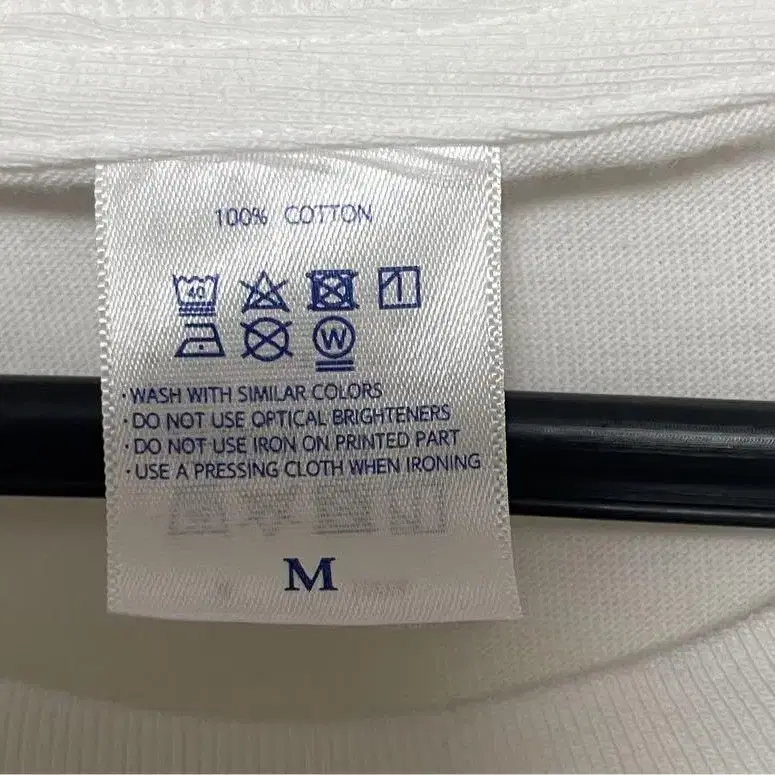 100% COTTON
40
W
·WASH WITH SIMILAR COLORS
·DO NOT USE OPTICAL BRIGHTENERS
·DO NOT USE IRON ON PRINTED PART
·USE A PRESSING CLOTH WHEN IRONING
M